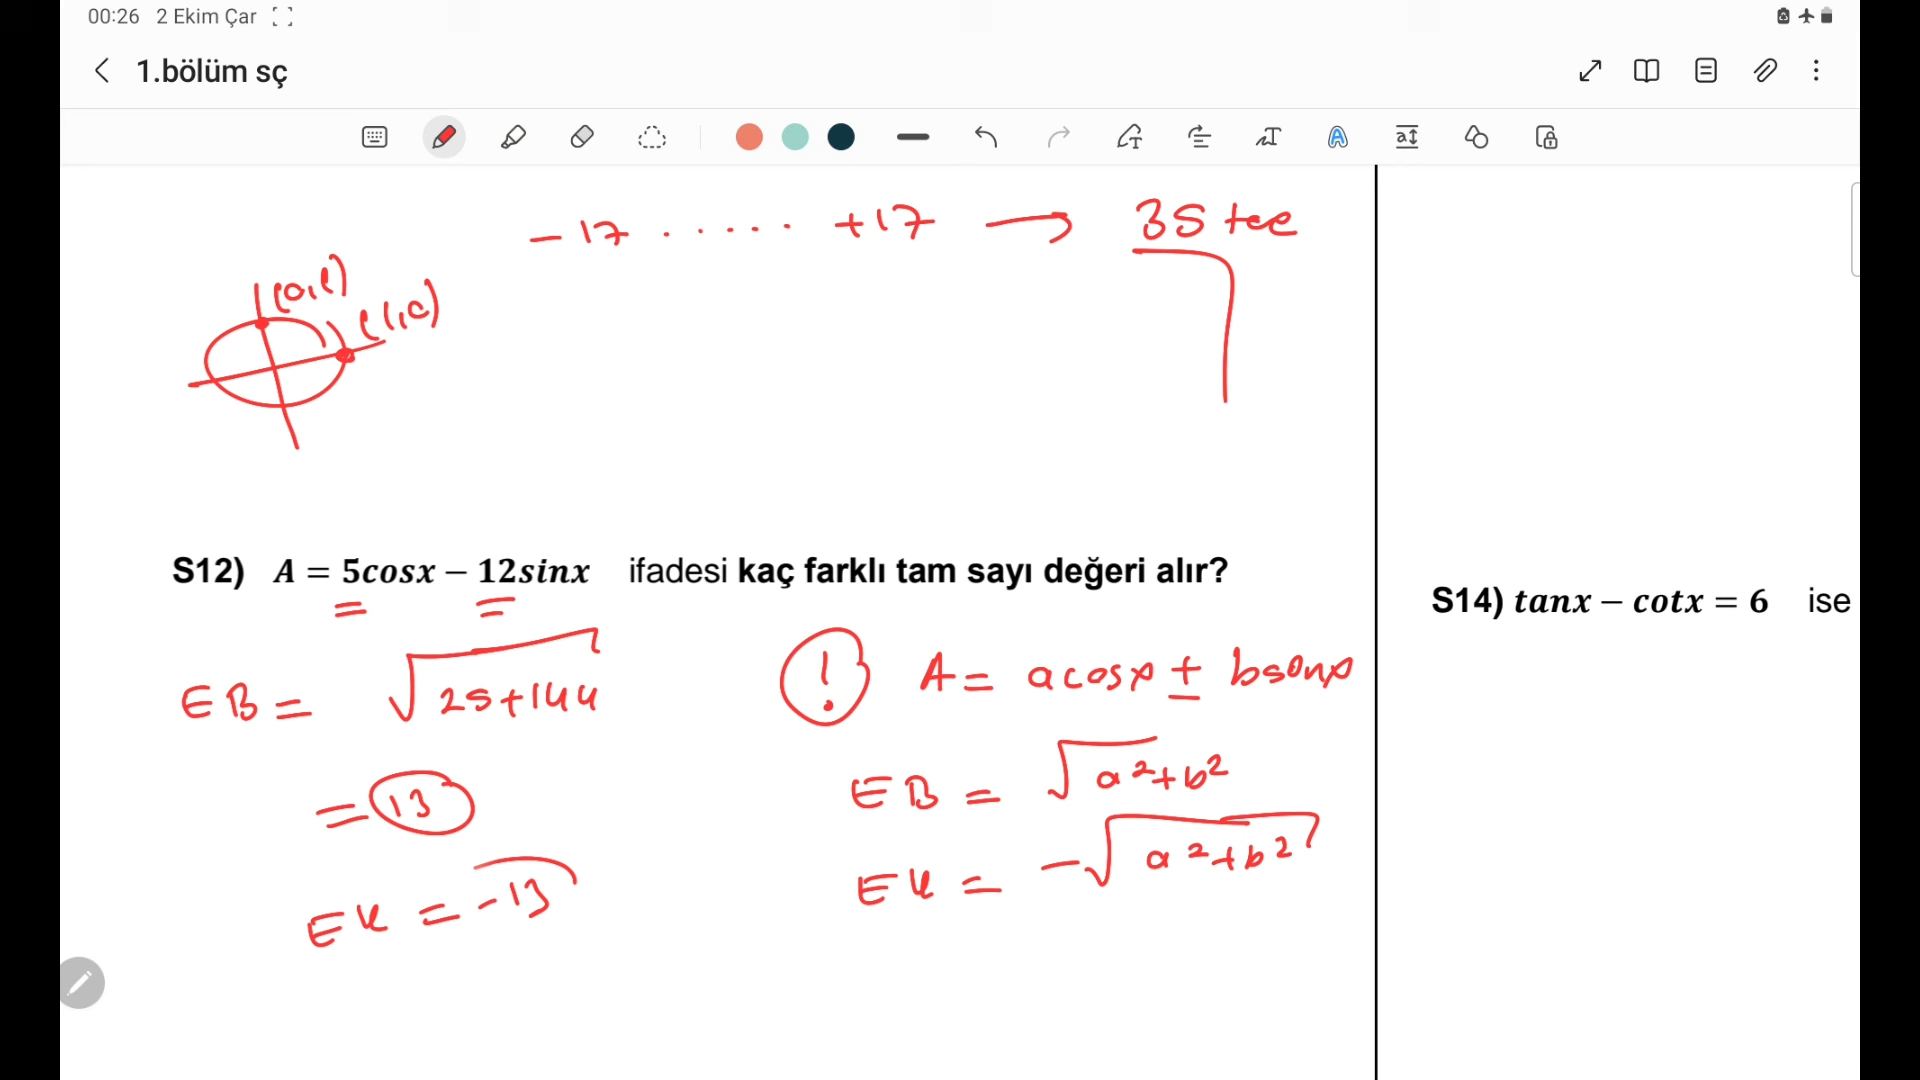 00:26 2 Ekim Çar
1.bölüm sç
-17 ...... +17 → 35 tee
(0,1)
(1,0)
S12) A = 5cosx − 12sinx ifadesi kaç farklı tam sayı değeri alır?
EB = √25+144
= 13
EK = -13
! A = acosx ± bsinx
EB = √a²+b²
EK = -√a²+b²
S14) tanx − cotx = 6 ise